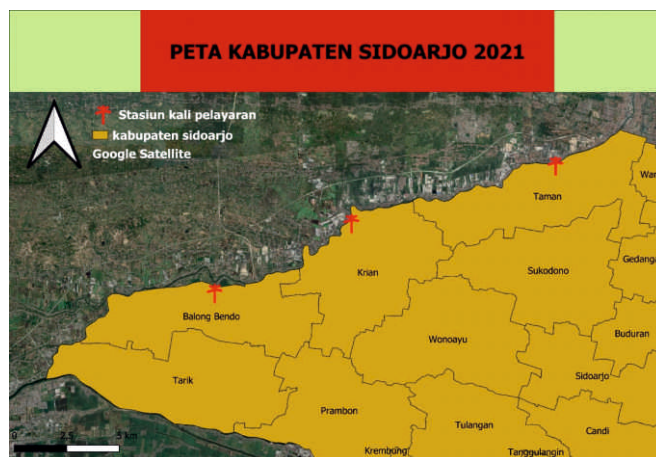 PETA KABUPATEN SIDOARJO 2021
Stasiun kali pelayaran
kabupaten sidoarjo
Google Satellite
Taman
Krian
Sukodono
Balong Bendo
Wonoayu
Buduran
Tarik
Sidoarjo
Prambon
Tulangan
Candi
Krembung
Tanggulangin
0 2.5 5 km